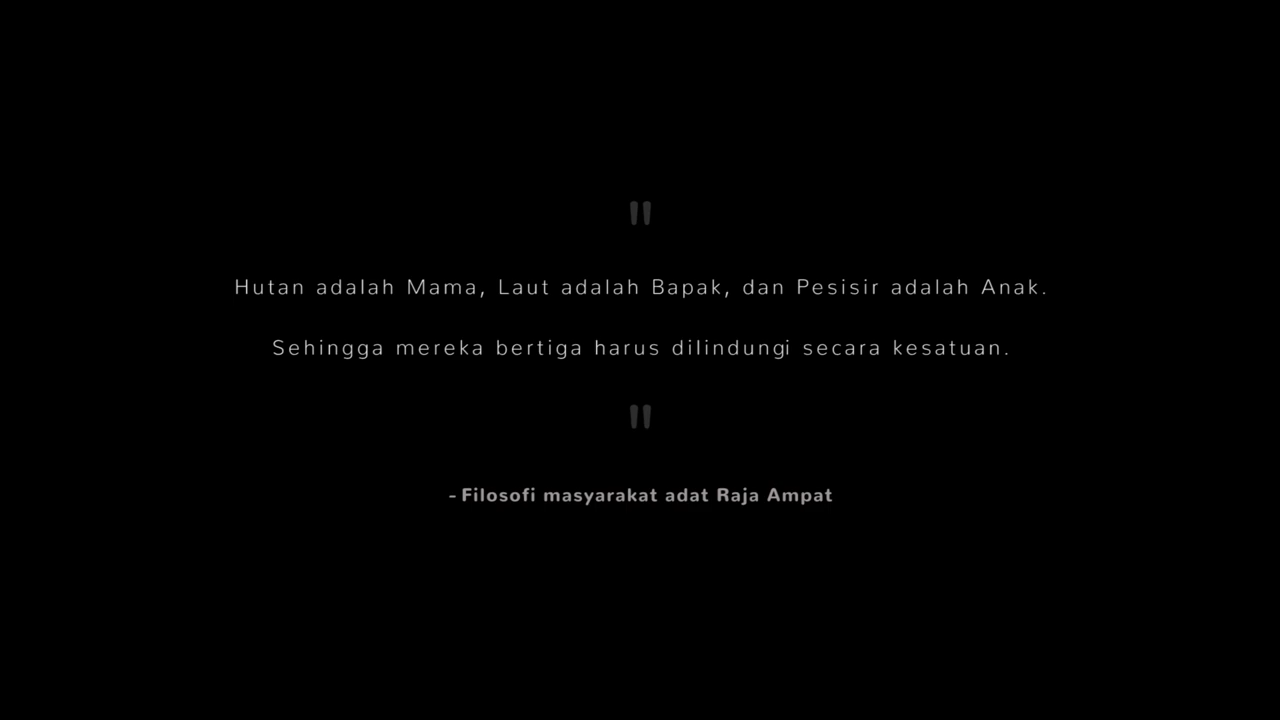 "
Hutan adalah Mama, Laut adalah Bapak, dan Pesisir adalah Anak.
Sehingga mereka bertiga harus dilindungi secara kesatuan.
"
- Filosofi masyarakat adat Raja Ampat